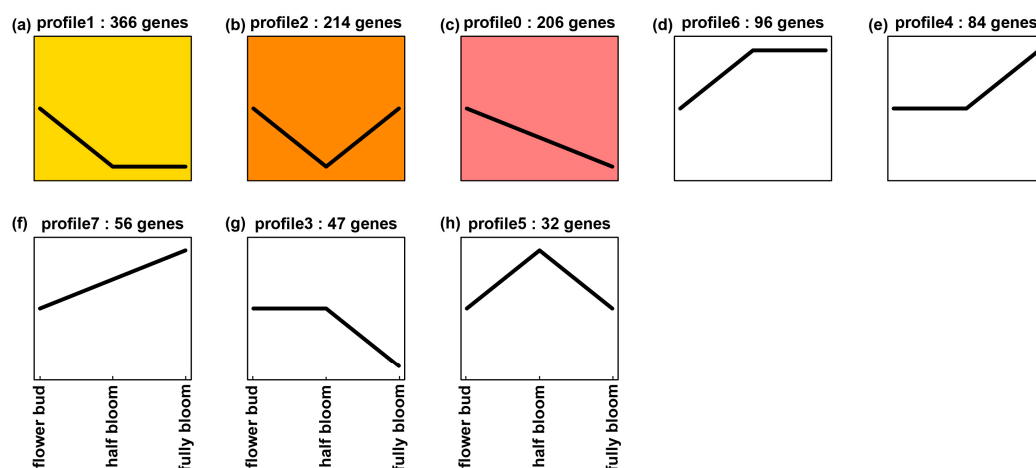 (a) profile1 : 366 genes
(b) profile2 : 214 genes
(c) profile0 : 206 genes
(d) profile6 : 96 genes
(e) profile4 : 84 genes
(f) profile7 : 56 genes
(g) profile3 : 47 genes
(h) profile5 : 32 genes
flower bud
half bloom
fully bloom
flower bud
half bloom
fully bloom
flower bud
half bloom
fully bloom